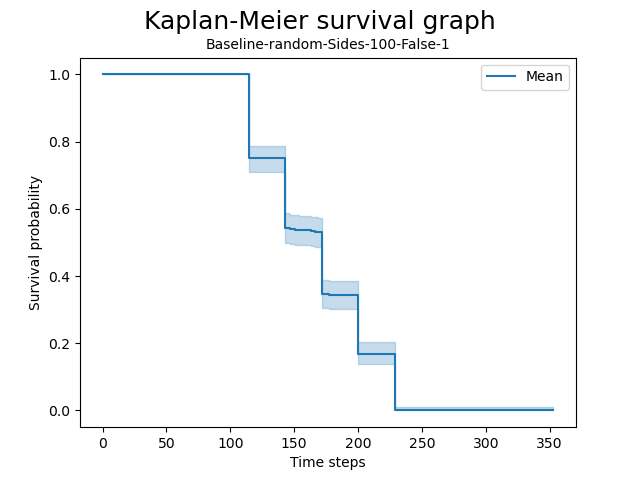 Kaplan-Meier survival graph
Baseline-random-Sides-100-False-1
Mean
Survival probability
1.0
0.8
0.6
0.4
0.2
0.0
0 50 100 150 200 250 300 350
Time steps